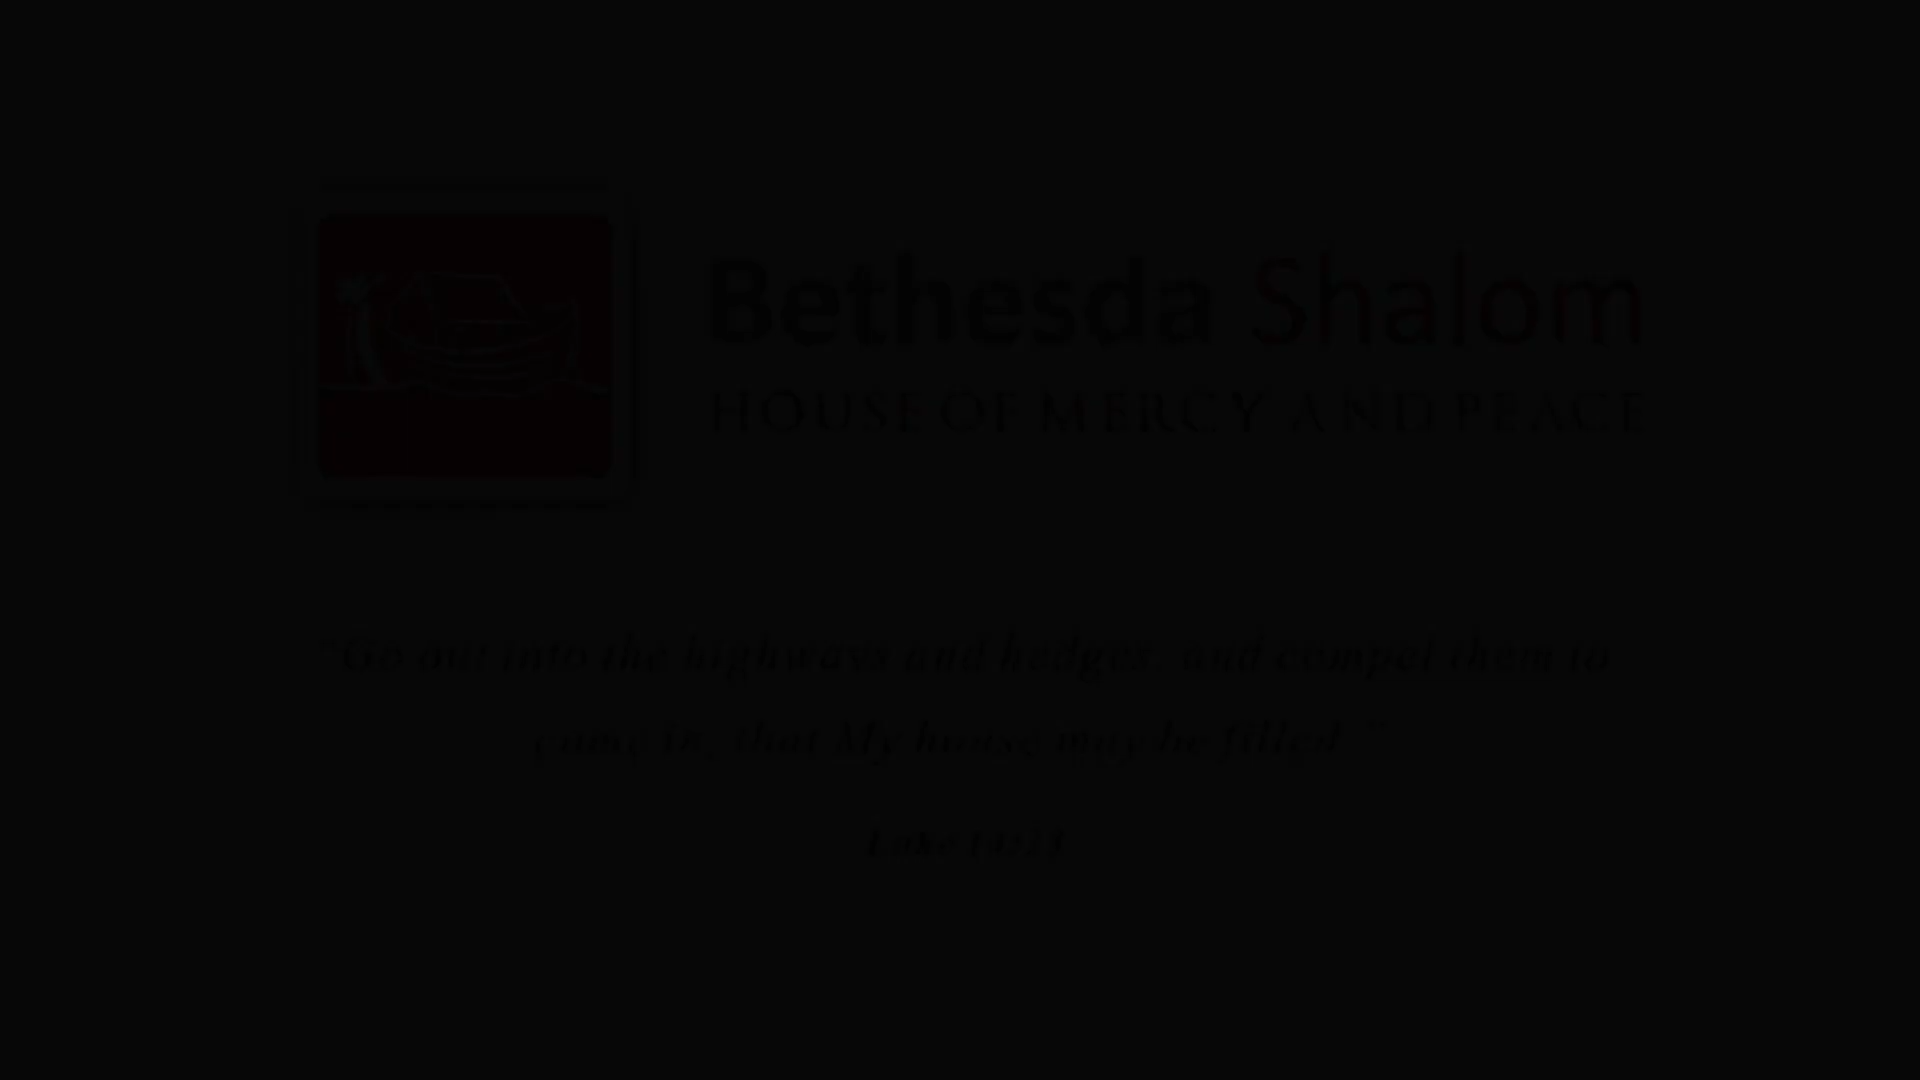 Bethesda Shalom
HOUSE OF MERCY AND PEACE
"Go out into the highways and hedges, and compel them to
come in, that My house may be filled."
Luke 14:23